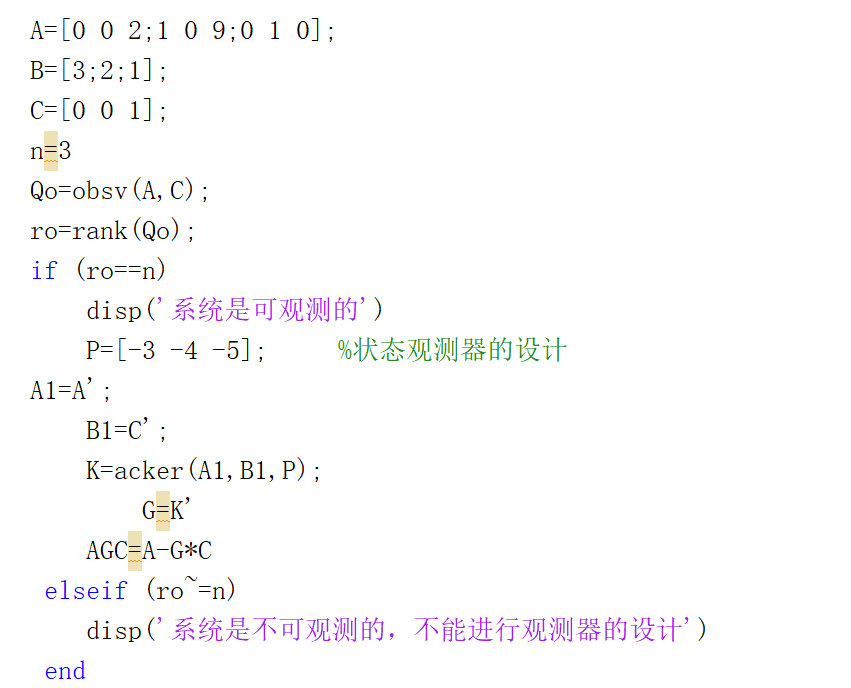 A=[0 0 2;1 0 9;0 1 0];
B=[3;2;1];
C=[0 0 1];
n=3
Qo=obsv(A,C);
ro=rank(Qo);
if (ro==n)
    disp('系统是可观测的')
    P=[-3 -4 -5];     %状态观测器的设计
A1=A';
    B1=C';
    K=acker(A1,B1,P);
        G=K'
    AGC=A-G*C
 elseif (ro~=n)
    disp('系统是不可观测的，不能进行观测器的设计')
 end